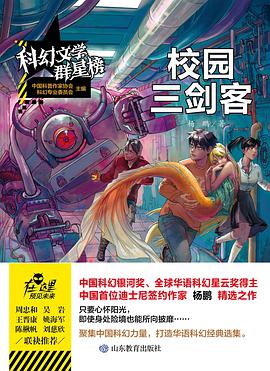 科幻文学
群星榜
中国科普作家协会
科幻专业委员会
主编
校园
三剑客
杨鹏 著
在这里
预见未来
周忠和 吴岩
王晋康 姚海军
陈楸帆 刘慈欣
联袂推荐
中国科幻银河奖、全球华语科幻星云奖得主
中国首位迪士尼签约作家 杨鹏 精选之作
只要心怀阳光，
即使身处险境也能所向披靡……
聚集中国科幻力量，打造华语科幻经典选集。
山东教育出版社